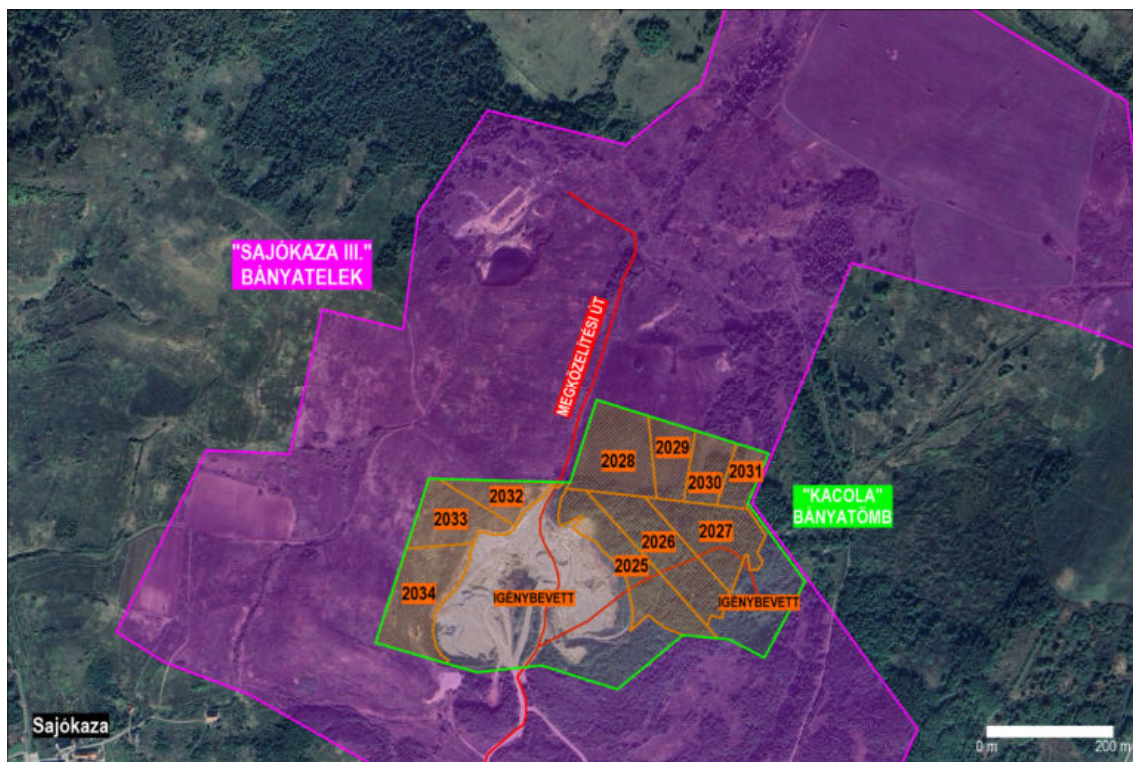 "SAJÓKAZA III."
BÁNYATELEK
MEGKÖZELÍTÉSI ÚT
2028
2029
2030
2031
2032
2033
2034
"KACOLA"
BÁNYATÖMB
2027
2026
2025
IGÉNYBEVETT
IGÉNYBEVETT
Sajókaza
0 m
200 m